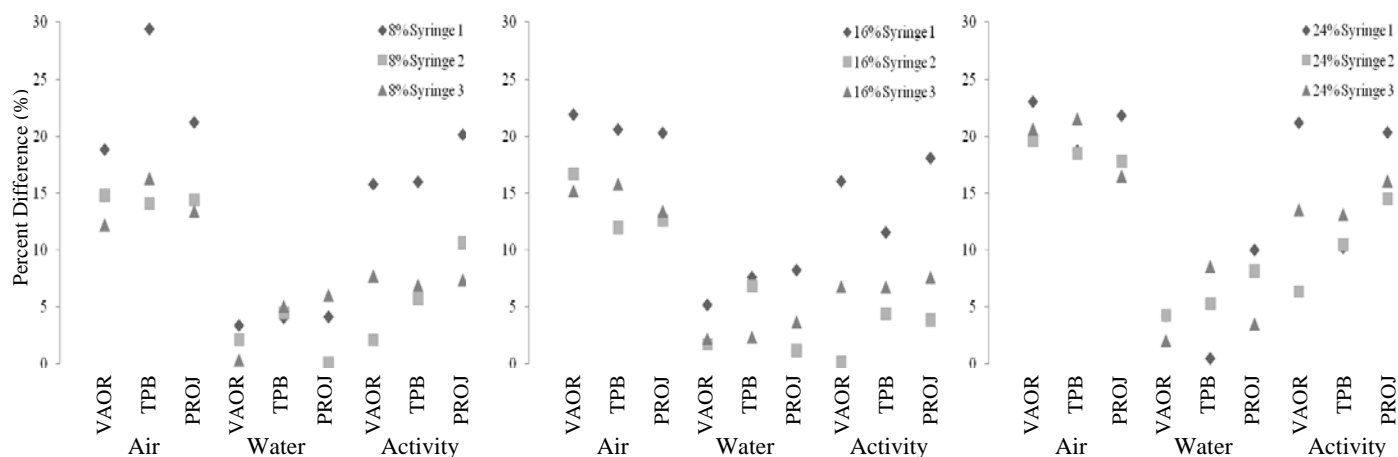 Percent Difference (%)
30
25
20
15
10
5
0
8%Syringe 1
8%Syringe 2
8%Syringe 3
VAOR
TPB
PROJ
VAOR
TPB
PROJ
VAOR
TPB
PROJ
Air Water Activity
30
25
20
15
10
5
0
16%Syringe 1
16%Syringe 2
16%Syringe 3
VAOR
TPB
PROJ
VAOR
TPB
PROJ
VAOR
TPB
PROJ
Air Water Activity
30
25
20
15
10
5
0
24%Syringe 1
24%Syringe 2
24%Syringe 3
VAOR
TPB
PROJ
VAOR
TPB
PROJ
VAOR
TPB
PROJ
Air Water Activity